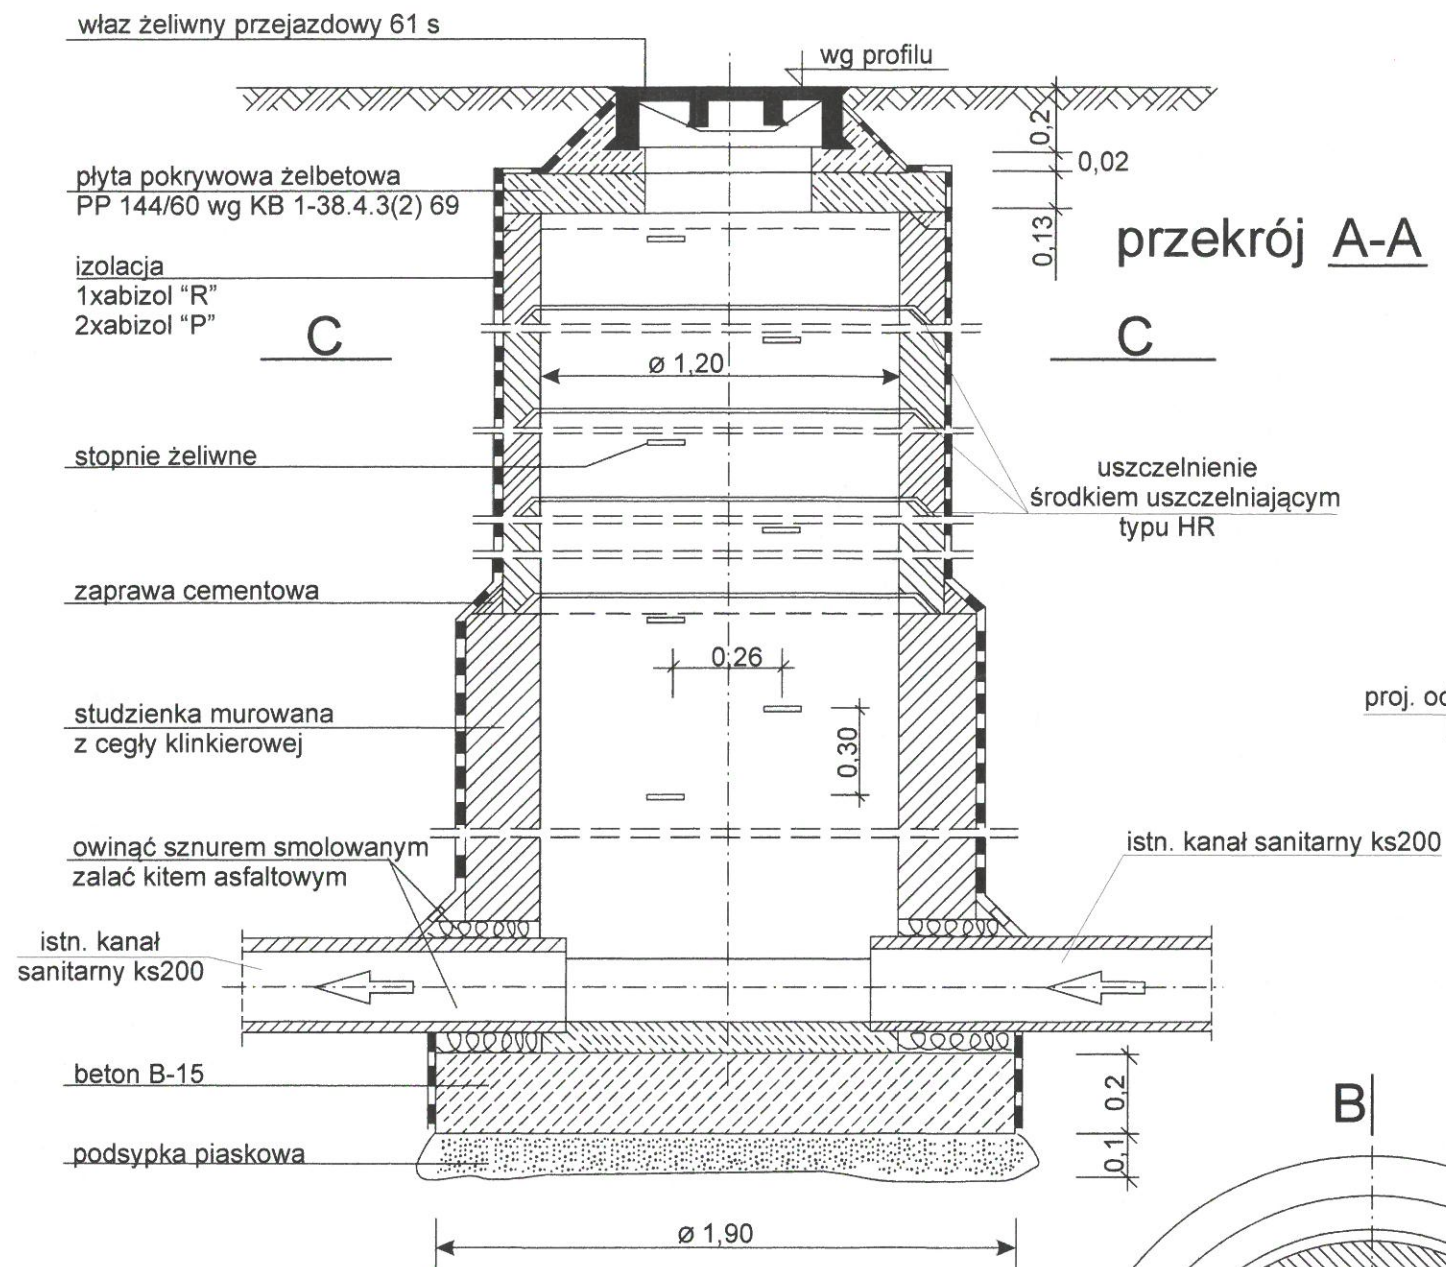 właz żeliwny przejazdowy 61 s
wg profilu
0,2
0,02
0,13
płyta pokrywowa żelbetowa
PP 144/60 wg KB 1-38.4.3(2) 69
przekrój A-A
izolacja
1xabizol “R”
2xabizol “P”
C
C
ø 1,20
stopnie żeliwne
uszczelnienie
środkiem uszczelniającym
typu HR
zaprawa cementowa
0,26
studzienka murowana
z cegły klinkierowej
0,30
proj. oc
owinąć sznurem smolowanym
zalać kitem asfaltowym
istn. kanał sanitarny ks200
istn. kanał
sanitarny ks200
beton B-15
0,2
B
podsypka piaskowa
0,1
ø 1,90